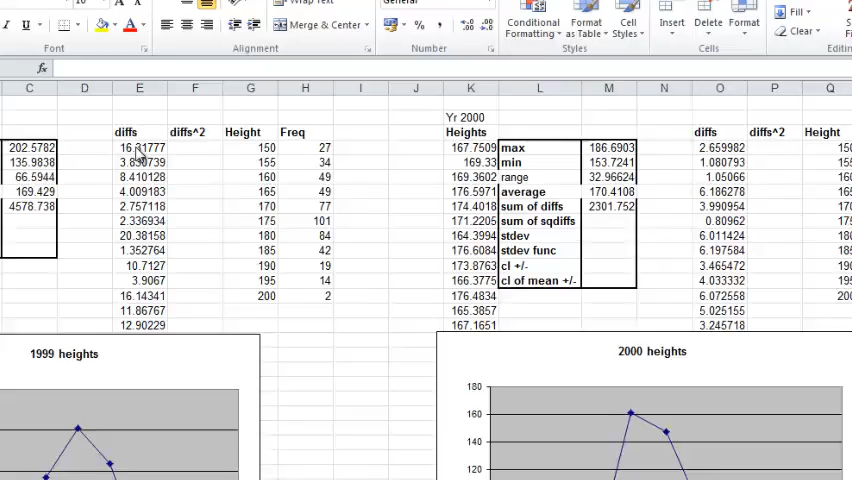 10 A A Wrap Text General
U A Merge & Center % , .0 .00 .00 .0 Conditional Formatting Format as Table Cell Styles Insert Delete Format Fill Clear
Font Alignment Number Styles Cells
fx
C D E F G H I J K L M N O P Q
Yr 2000
diffs diffs^2 Height Freq Heights diffs diffs^2 Height
202.5782 16.31777 150 27 167.7509 max 186.6903 2.659982
135.9838 3.830739 155 34 169.33 min 153.7241 1.080793
66.5944 8.410128 160 49 169.3602 range 32.96624 1.05066
169.429 4.009183 165 49 176.5971 average 170.4108 6.186278
4578.738 2.757118 170 77 174.4018 sum of diffs 2301.752 3.990954
2.336934 175 101 171.2205 sum of sqdiffs 0.80962
20.38158 180 84 164.3994 stdev 6.011424
1.352764 185 42 176.6084 stdev func 6.197584
10.7127 190 19 173.8763 cl +/- 3.465472
3.9067 195 14 166.3775 cl of mean +/- 4.033332
16.14341 200 2 176.4834 6.072558
11.86767 165.3857 5.025155
12.90229 167.1651 3.245718
1999 heights
2000 heights
180
160
140
120